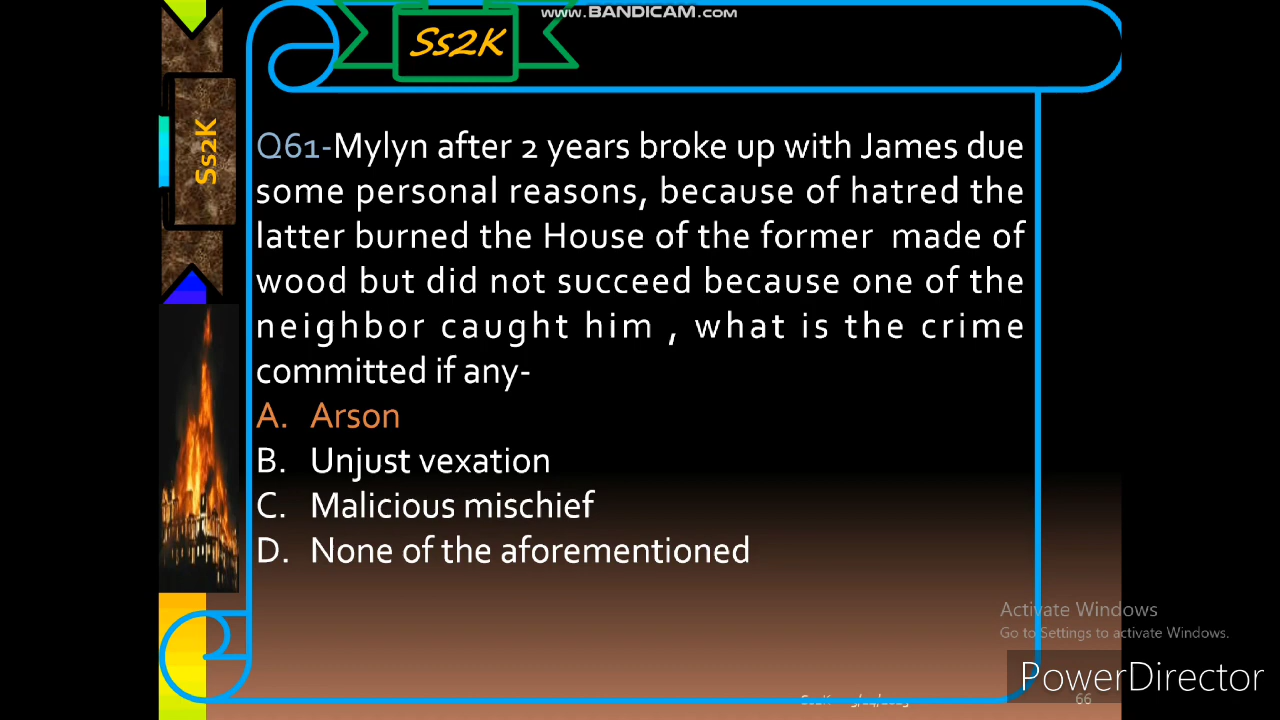 www.BANDICAM.com
Ss2K
Ss2K
Q61-Mylyn after 2 years broke up with James due
some personal reasons, because of hatred the
latter burned the House of the former made of
wood but did not succeed because one of the
neighbor caught him , what is the crime
committed if any-
A. Arson
B. Unjust vexation
C. Malicious mischief
D. None of the aforementioned
Activate Windows
Go to Settings to activate Windows.
PowerDirector
Ss2K
66